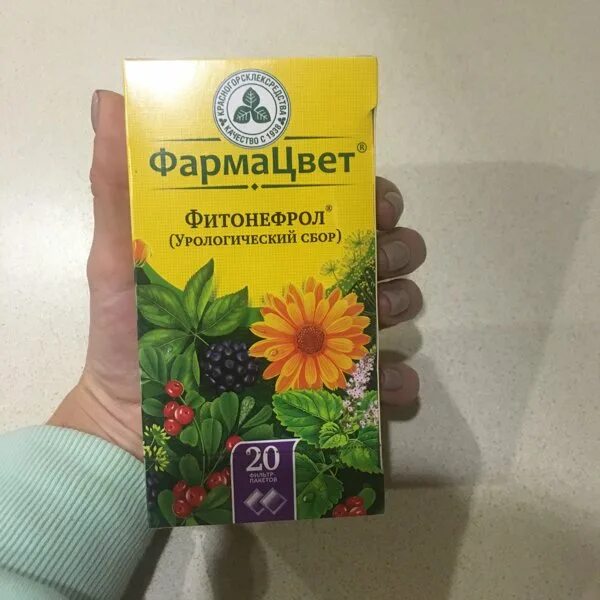 КРАСНОГОРСКЛЕКСРЕДСТВА
КАЧЕСТВО С 1938
ФармаЦвет®
Фитонефрол®
(Урологический сбор)
20
ФИЛЬТР-
ПАКЕТОВ